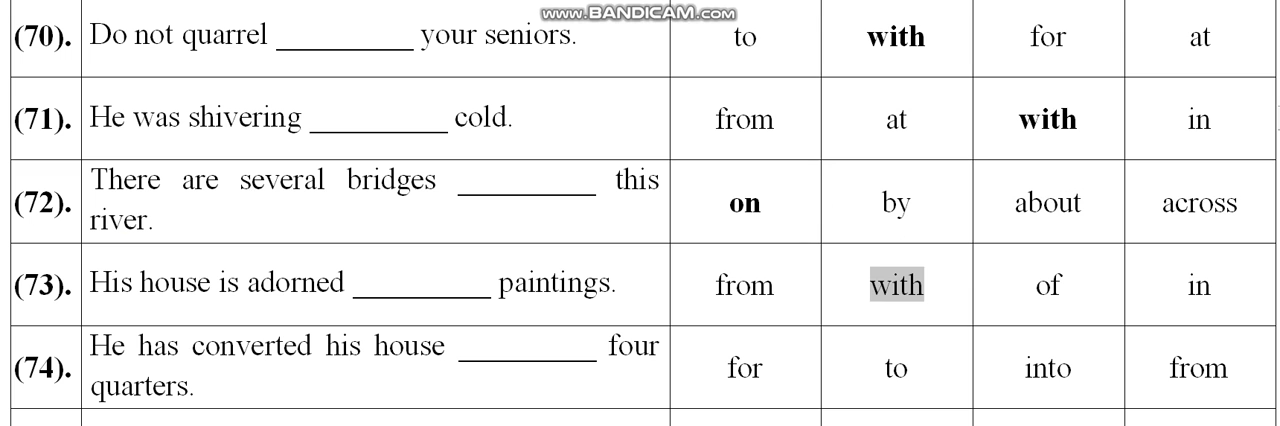 www.BANDICAM.com
(70). Do not quarrel _________ your seniors. to with for at
(71). He was shivering _________ cold. from at with in
(72). There are several bridges _________ this
river. on by about across
(73). His house is adorned _________ paintings. from with of in
(74). He has converted his house _________ four
quarters. for to into from